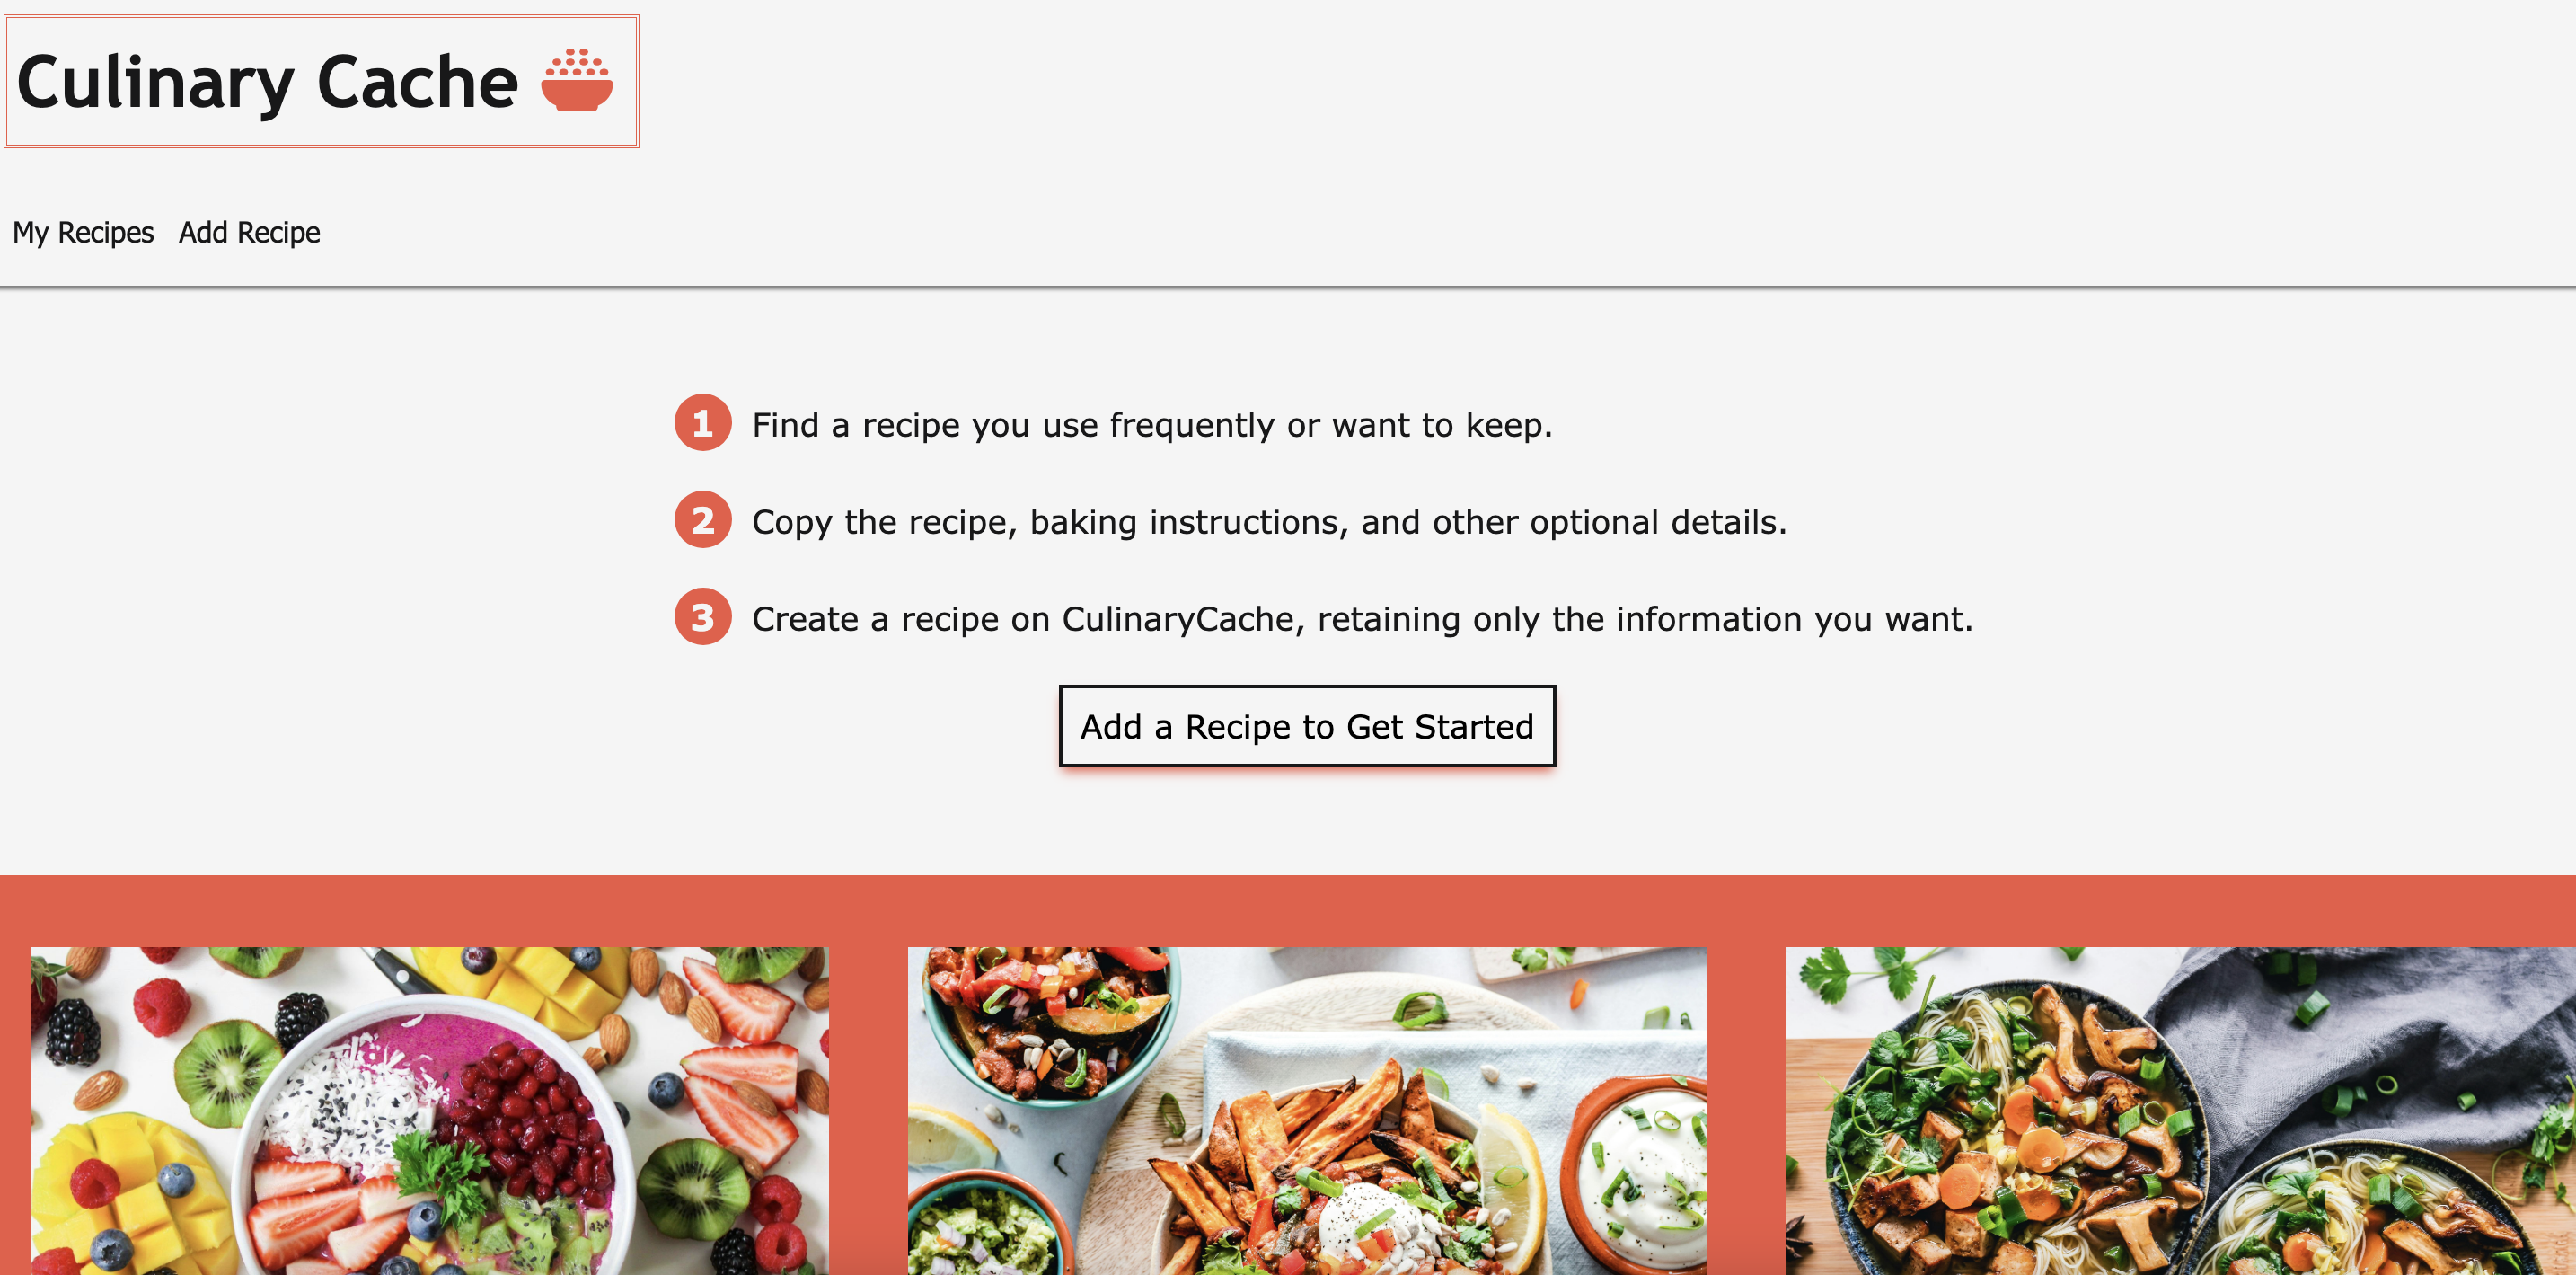 Culinary Cache
My Recipes Add Recipe
1 Find a recipe you use frequently or want to keep.
2 Copy the recipe, baking instructions, and other optional details.
3 Create a recipe on CulinaryCache, retaining only the information you want.
Add a Recipe to Get Started